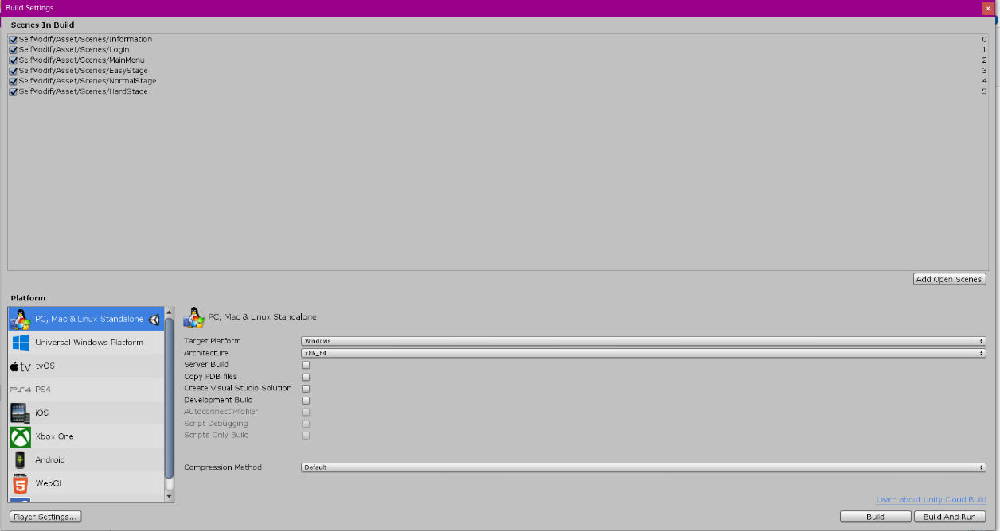 Build Settings
Scenes In Build
SelfModifyAsset/Scenes/Information 0
SelfModifyAsset/Scenes/Login 1
SelfModifyAsset/Scenes/MainMenu 2
SelfModifyAsset/Scenes/EasyStage 3
SelfModifyAsset/Scenes/NormalStage 4
SelfModifyAsset/Scenes/HardStage 5
Add Open Scenes
Platform
PC, Mac & Linux Standalone
Universal Windows Platform
tv tvOS
PS4 PS4
iOS
Xbox One
Android
HTML 5 WebGL
PC, Mac & Linux Standalone
Target Platform Windows
Architecture x86_64
Server Build
Copy PDB files
Create Visual Studio Solution
Development Build
Autoconnect Profiler
Script Debugging
Scripts Only Build
Compression Method Default
Learn about Unity Cloud Build
Player Settings... Build Build And Run